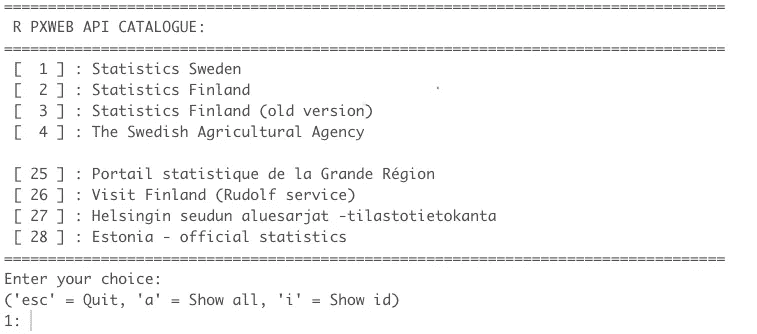 ==================================================================================
R PXWEB API CATALOGUE:
==================================================================================
[  1 ] : Statistics Sweden
[  2 ] : Statistics Finland
[  3 ] : Statistics Finland (old version)
[  4 ] : The Swedish Agricultural Agency
[ 25 ] : Portail statistique de la Grande Région
[ 26 ] : Visit Finland (Rudolf service)
[ 27 ] : Helsingin seudun aluesarjat -tilastotietokanta
[ 28 ] : Estonia - official statistics
==================================================================================
Enter your choice:
('esc' = Quit, 'a' = Show all, 'i' = Show id)
1: